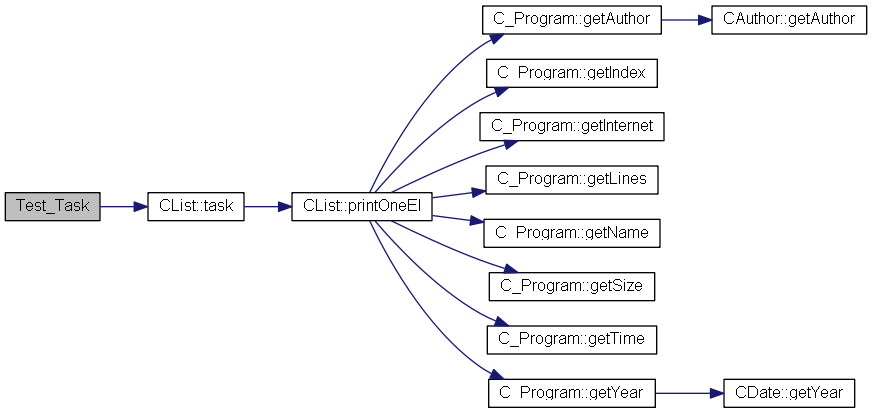 Test_Task
CList::task
CList::printOneEl
C_Program::getAuthor
CAuthor::getAuthor
C_Program::getIndex
C_Program::getInternet
C_Program::getLines
C_Program::getName
C_Program::getSize
C_Program::getTime
C_Program::getYear
CDate::getYear